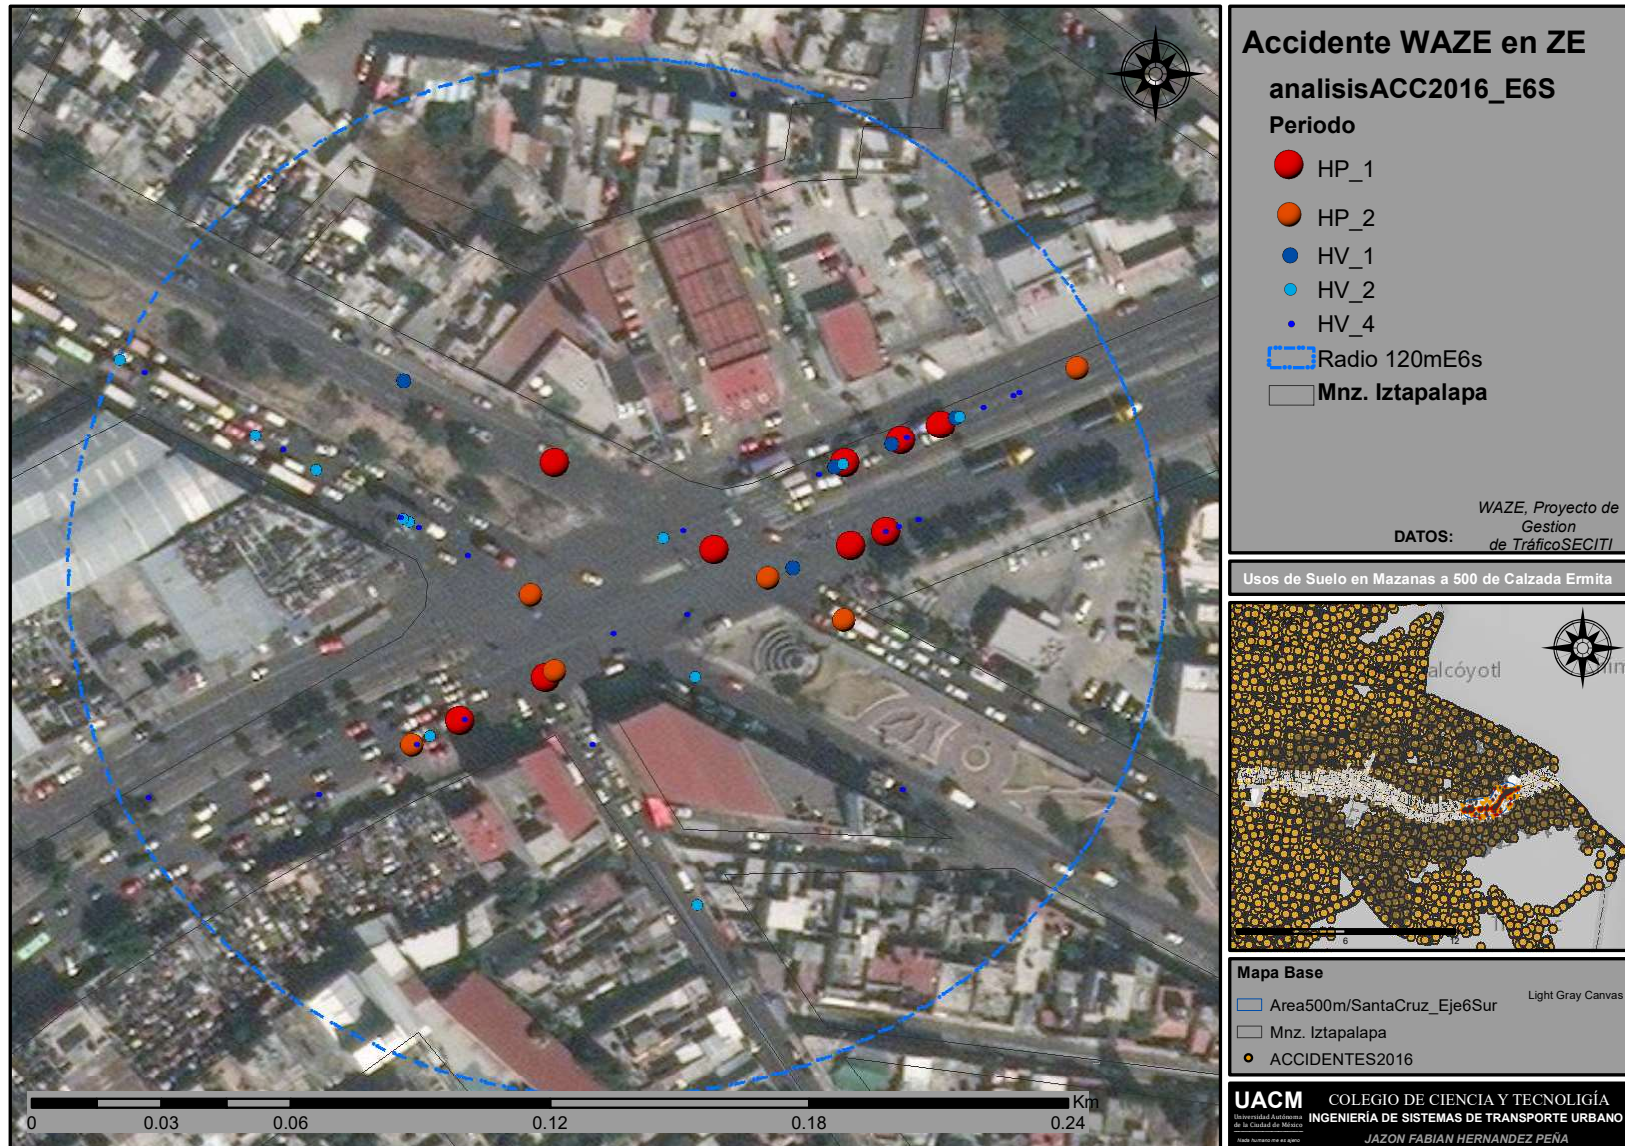 Accidente WAZE en ZE
analisisACC2016_E6S
Periodo
HP_1
HP_2
HV_1
HV_2
HV_4
Radio 120mE6s
Mnz. Iztapalapa
DATOS:
WAZE, Proyecto de
Gestion
de TráficoSECITI
Usos de Suelo en Mazanas a 500 de Calzada Ermita
alcóyotl
6
12
Mapa Base
Light Gray Canvas
Area500m/SantaCruz_Eje6Sur
Mnz. Iztapalapa
ACCIDENTES2016
UACM
Universidad Autónoma
de la Ciudad de México
Nada humano me es ajeno
COLEGIO DE CIENCIA Y TECNOLIGÍA
INGENIERÍA DE SISTEMAS DE TRANSPORTE URBANO
JAZON FABIAN HERNANDEZ PEÑA
Km
0 0.03 0.06 0.12 0.18 0.24